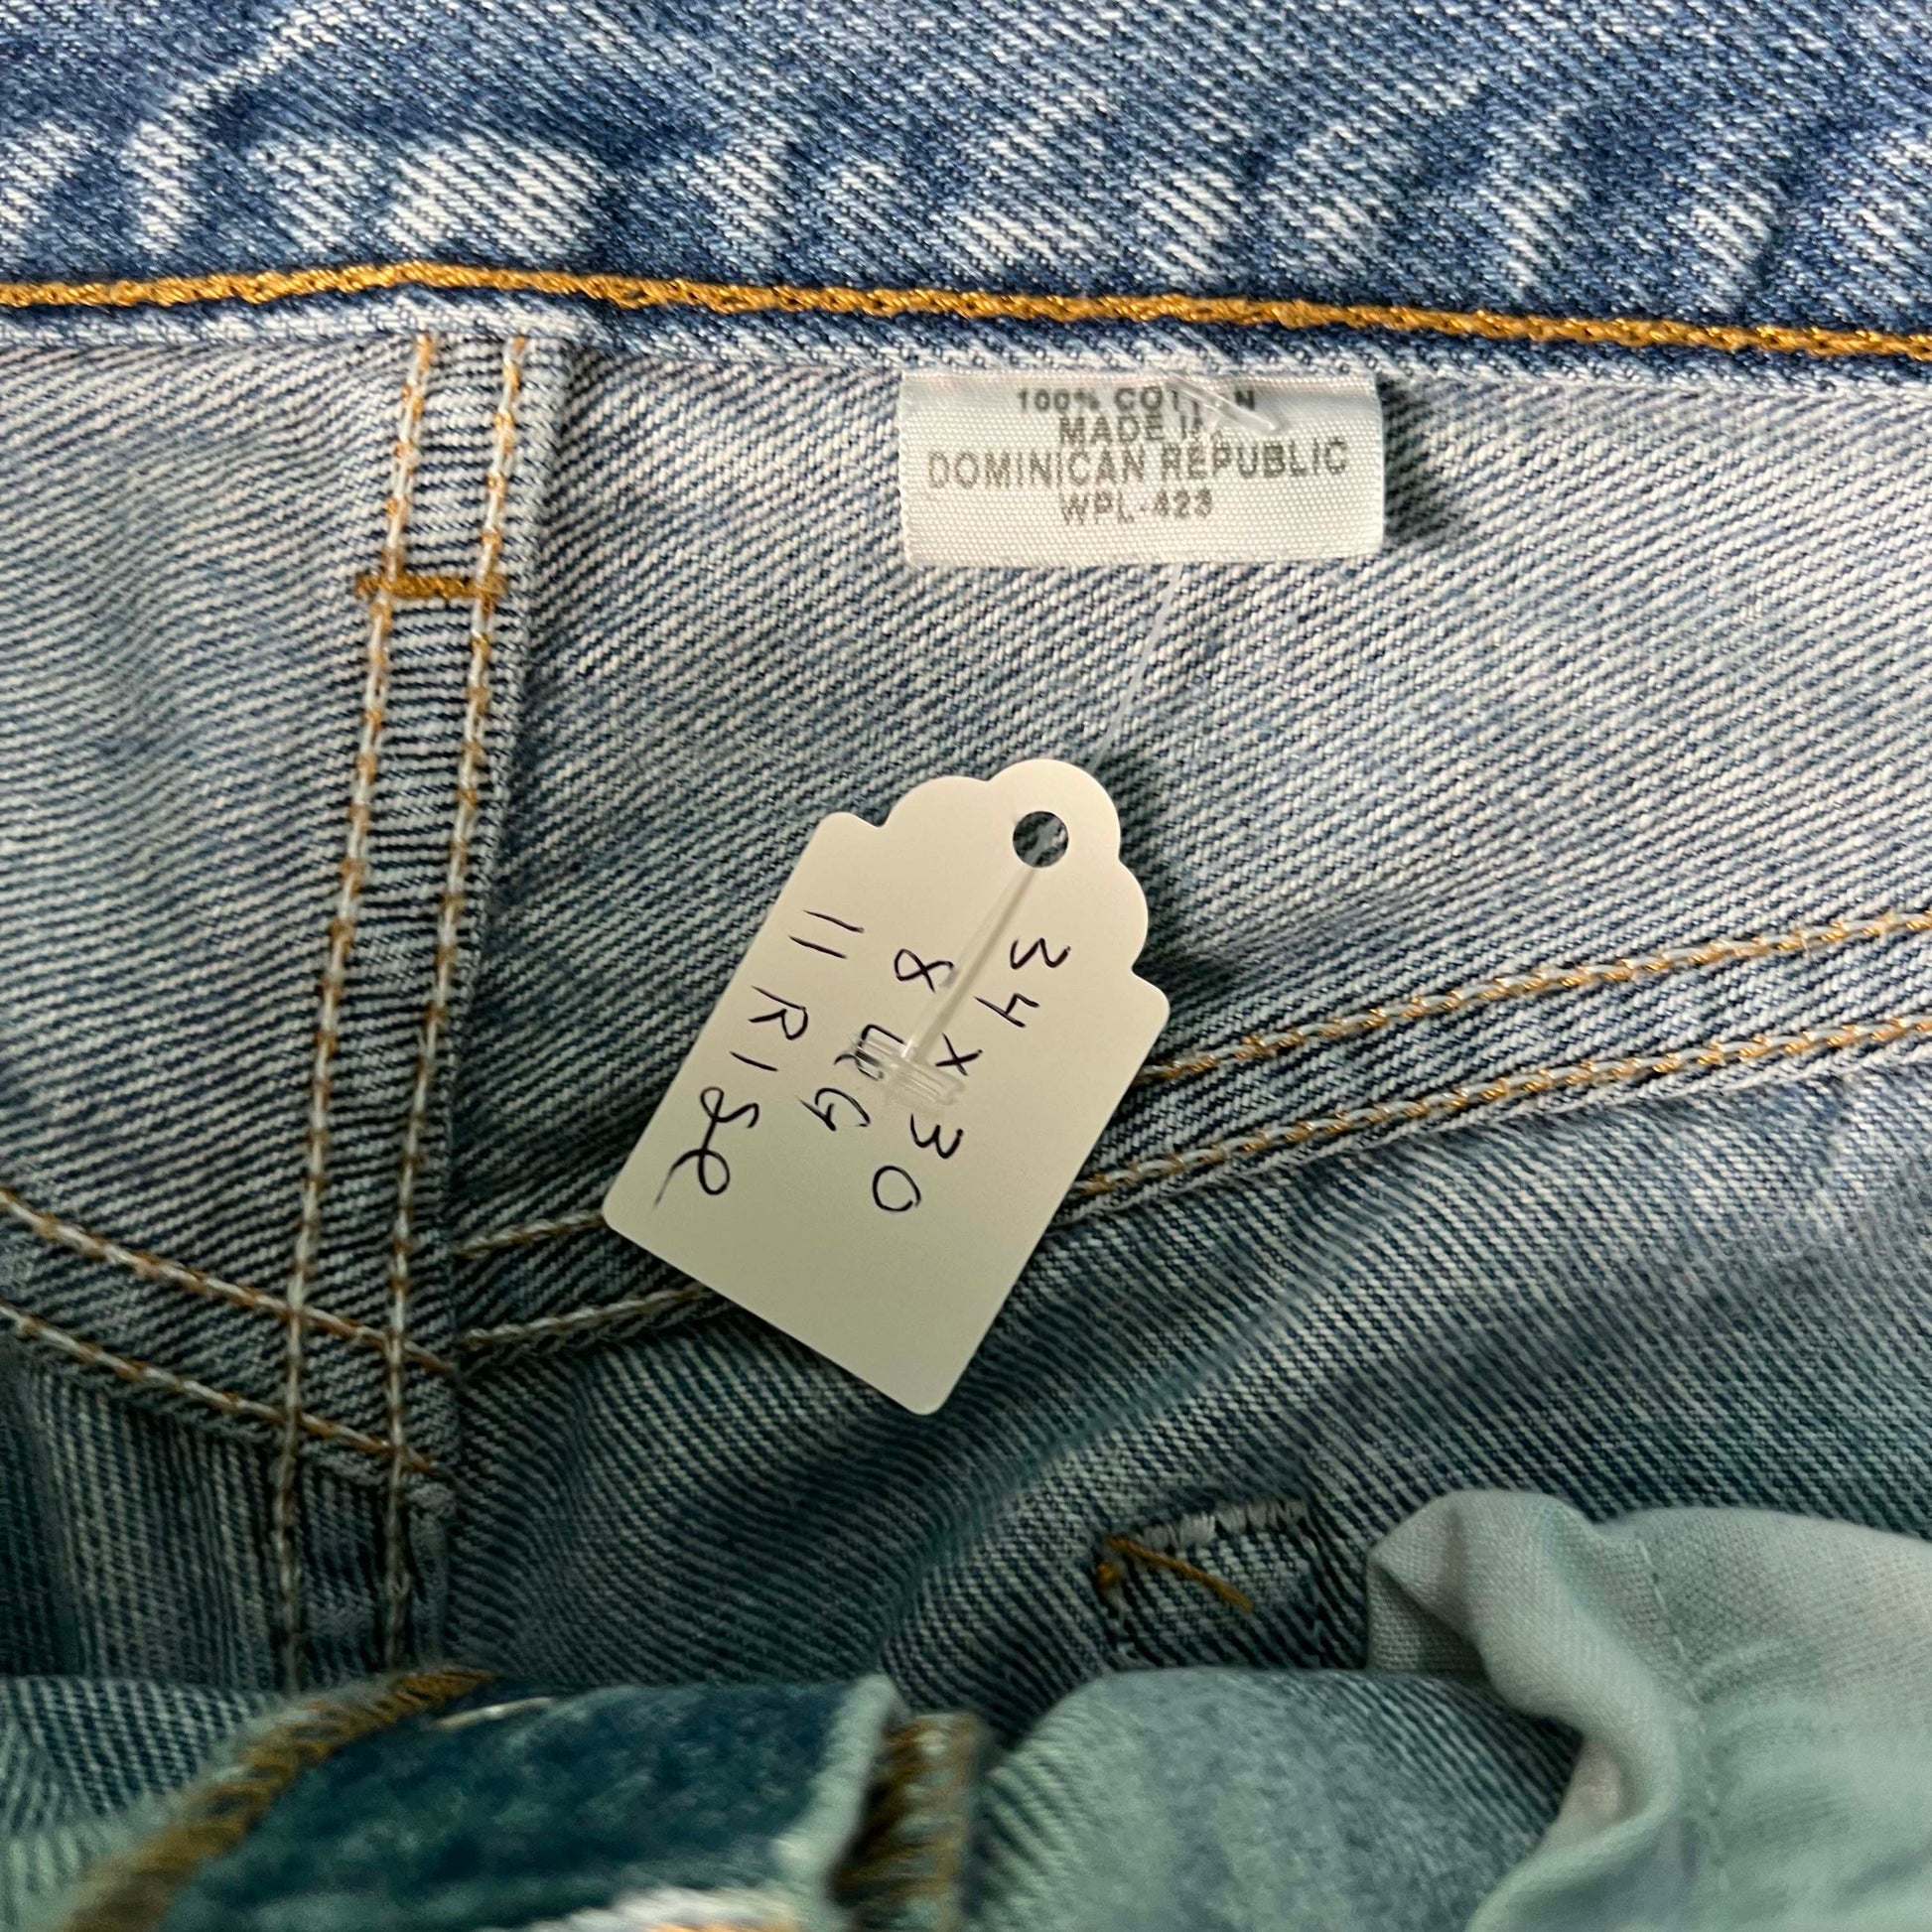 100% COTTON
MADE IN
DOMINICAN REPUBLIC
WPL-423
34 x 30
8 LEG
11 RISE